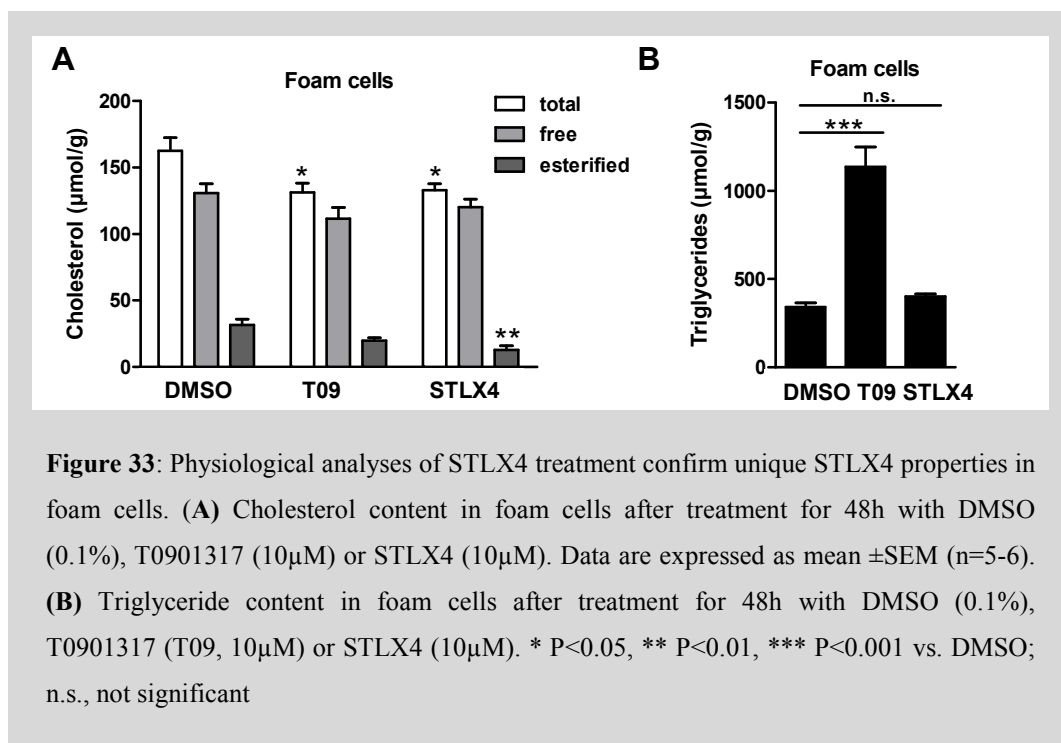 A
Foam cells
200
150
100
50
0
Cholesterol (µmol/g)
total
free
esterified
*
*
**
DMSO T09 STLX4
B
Foam cells
n.s.
***
1500
1000
500
0
Triglycerides (µmol/g)
DMSO T09 STLX4
Figure 33: Physiological analyses of STLX4 treatment confirm unique STLX4 properties in
foam cells. (A) Cholesterol content in foam cells after treatment for 48h with DMSO
(0.1%), T0901317 (10µM) or STLX4 (10µM). Data are expressed as mean ±SEM (n=5-6).
(B) Triglyceride content in foam cells after treatment for 48h with DMSO (0.1%),
T0901317 (T09, 10µM) or STLX4 (10µM). * P<0.05, ** P<0.01, *** P<0.001 vs. DMSO;
n.s., not significant